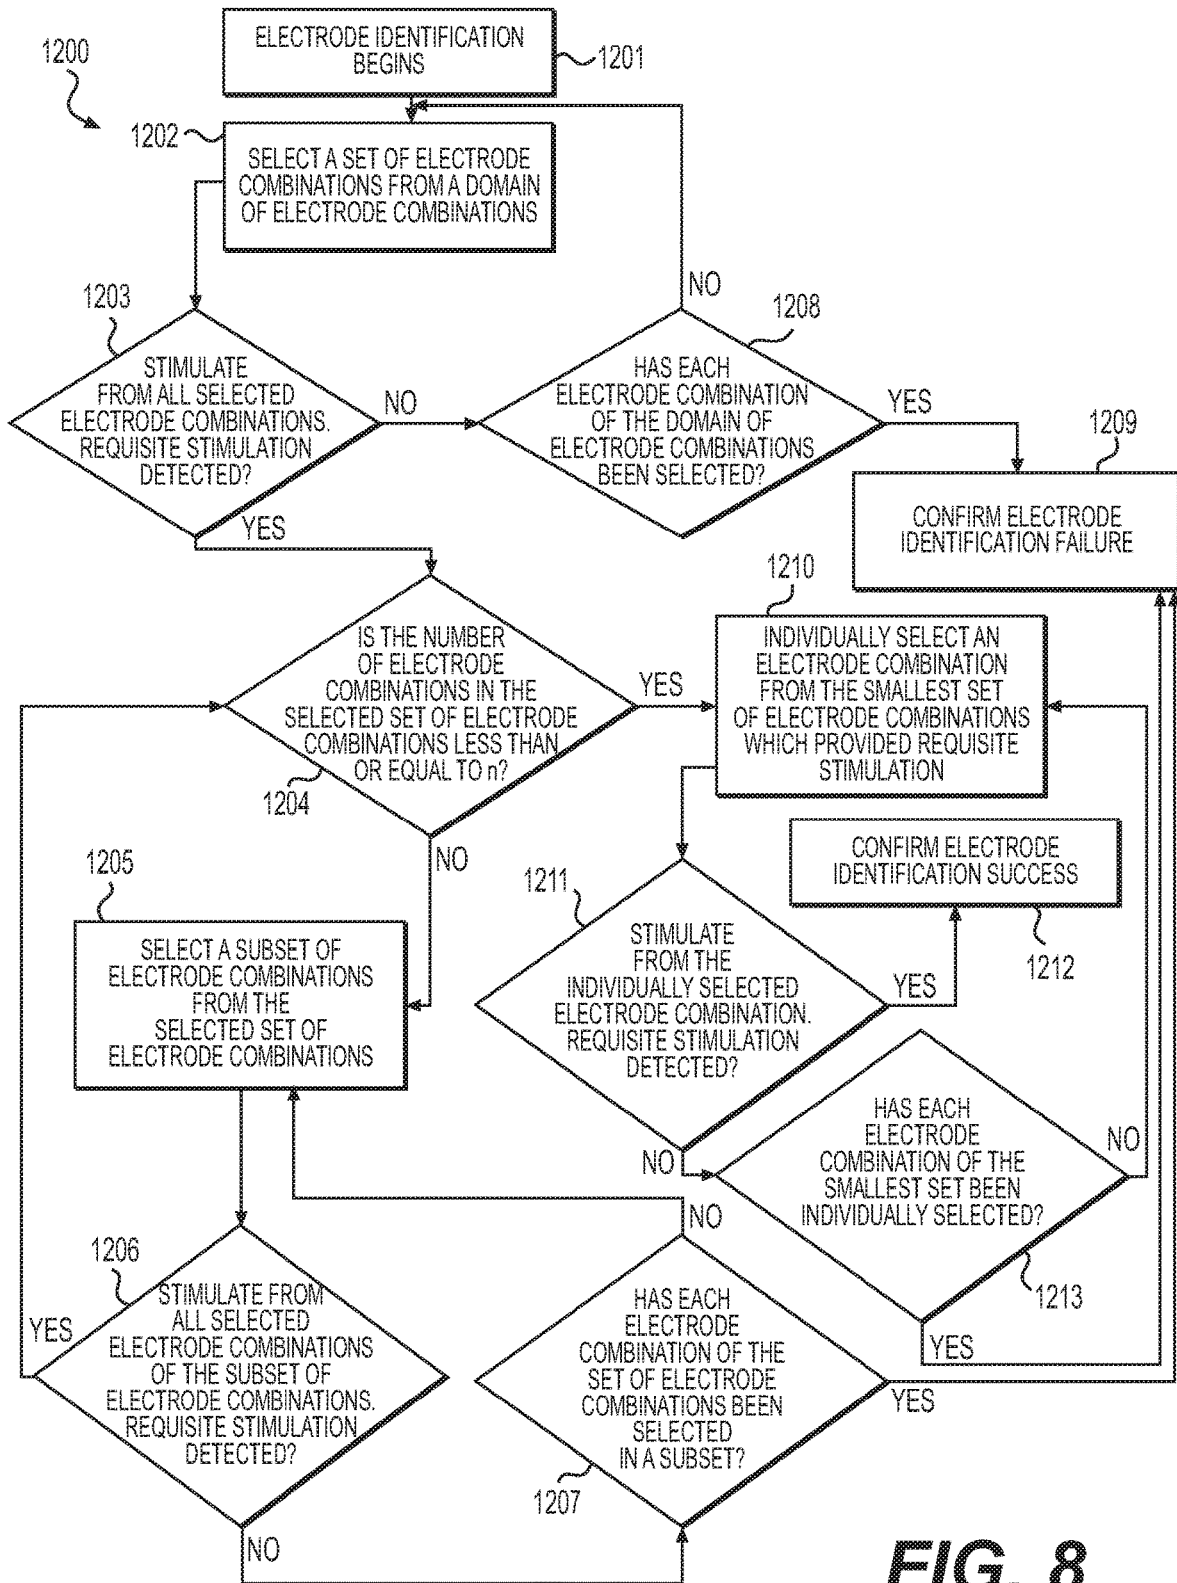 1200
ELECTRODE IDENTIFICATION
BEGINS
1201
1202
SELECT A SET OF ELECTRODE
COMBINATIONS FROM A DOMAIN
OF ELECTRODE COMBINATIONS
1203
STIMULATE
FROM ALL SELECTED
ELECTRODE COMBINATIONS.
REQUISITE STIMULATION
DETECTED?
NO
YES
NO
1208
HAS EACH
ELECTRODE COMBINATION
OF THE DOMAIN OF
ELECTRODE COMBINATIONS
BEEN SELECTED?
YES
1209
CONFIRM ELECTRODE
IDENTIFICATION FAILURE
IS THE NUMBER
OF ELECTRODE
COMBINATIONS IN THE
SELECTED SET OF ELECTRODE
COMBINATIONS LESS THAN
OR EQUAL TO n?
1204
YES
NO
1210
INDIVIDUALLY SELECT AN
ELECTRODE COMBINATION
FROM THE SMALLEST SET
OF ELECTRODE COMBINATIONS
WHICH PROVIDED REQUISITE
STIMULATION
1205
SELECT A SUBSET OF
ELECTRODE COMBINATIONS
FROM THE
SELECTED SET OF
ELECTRODE COMBINATIONS
1211
STIMULATE
FROM THE
INDIVIDUALLY SELECTED
ELECTRODE COMBINATION.
REQUISITE STIMULATION
DETECTED?
YES
NO
CONFIRM ELECTRODE
IDENTIFICATION SUCCESS
1212
HAS EACH
ELECTRODE
COMBINATION OF THE
SMALLEST SET BEEN
INDIVIDUALLY SELECTED?
NO
1213
YES
1206
STIMULATE FROM
ALL SELECTED
ELECTRODE COMBINATIONS
OF THE SUBSET OF
ELECTRODE COMBINATIONS.
REQUISITE STIMULATION
DETECTED?
YES
NO
NO
HAS EACH
ELECTRODE
COMBINATION OF THE
SET OF ELECTRODE
COMBINATIONS BEEN
SELECTED
IN A SUBSET?
1207
YES
FIG. 8